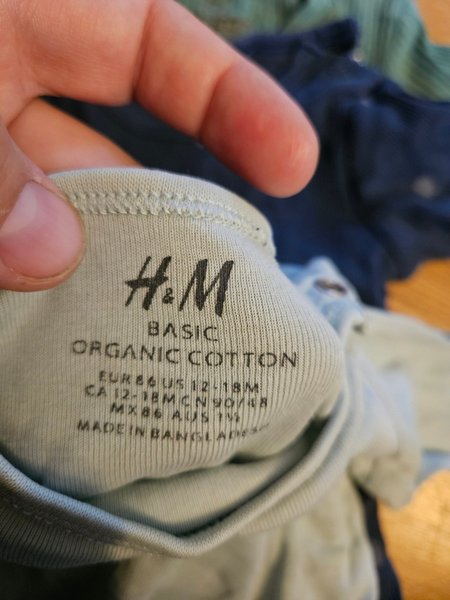 H&M
BASIC
ORGANIC COTTON
EUR 86 US 12-18M
CA 12-18M CN 90/48
MX 86 AUS 1½
MADE IN BANGLADESH